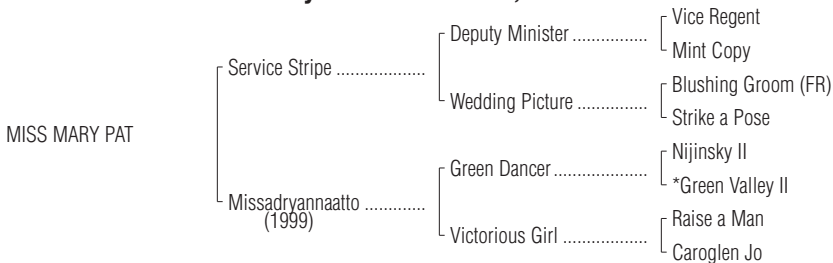 Vice Regent
Deputy Minister ................
Mint Copy
Service Stripe ...................
Blushing Groom (FR)
Wedding Picture ...............
Strike a Pose
MISS MARY PAT
Nijinsky II
Green Dancer ....................
*Green Valley II
Missadryannaatto .............
(1999)
Raise a Man
Victorious Girl ..................
Caroglen Jo